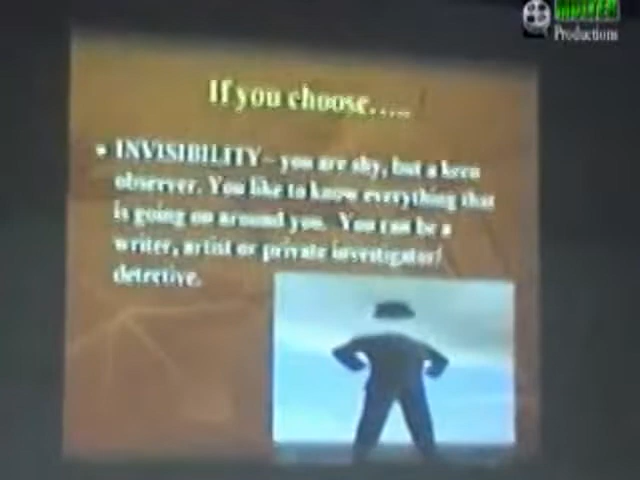 Productions
If you choose.....
• INVISIBILITY - you are shy, but a keen
observer. You like to know everything that
is going on around you. You can be a
writer, artist or private investigator/
detective.